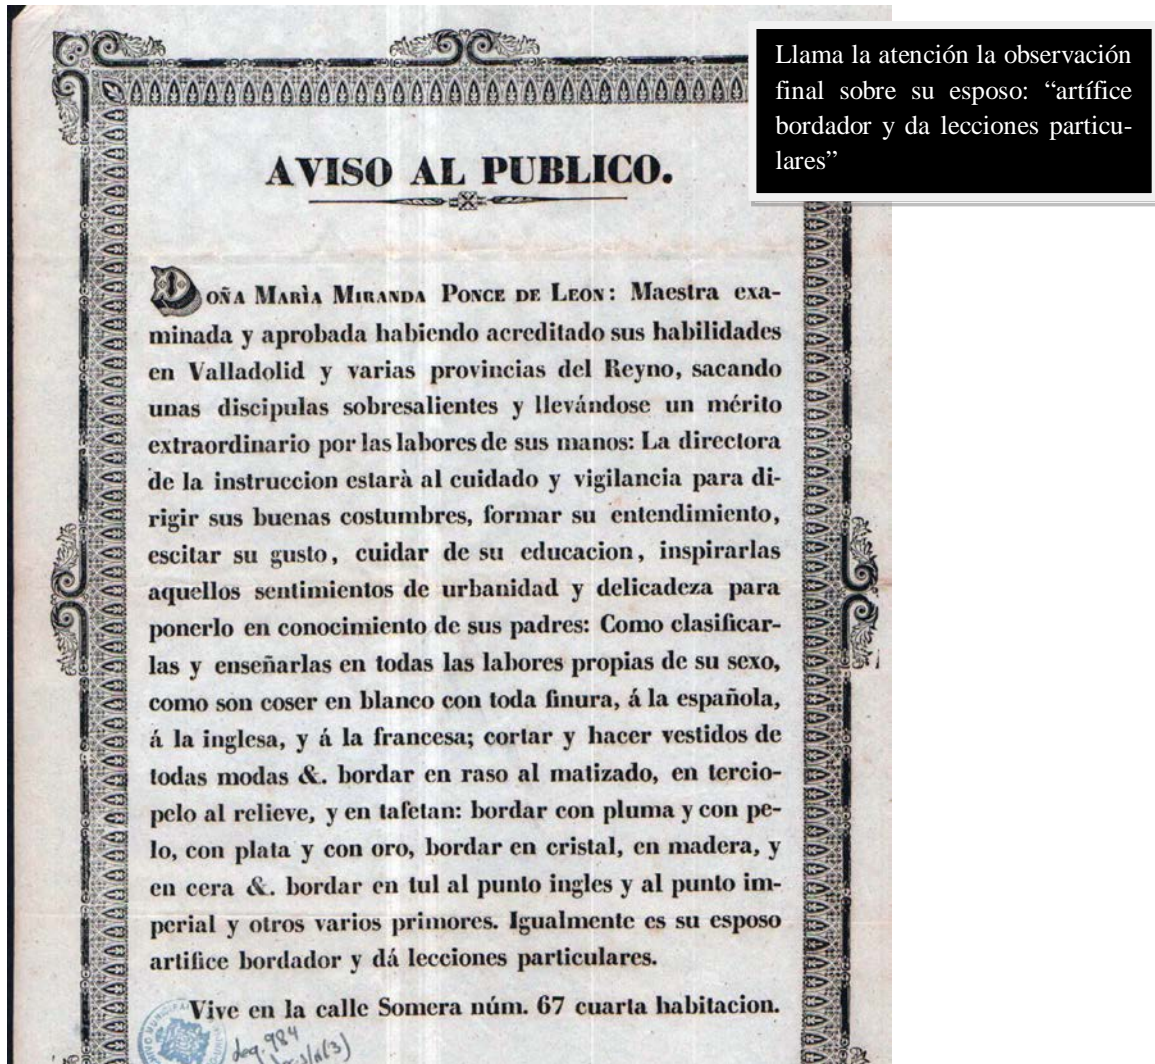 Llama la atención la observación
final sobre su esposo: “artífice
bordador y da lecciones particu-
lares”
AVISO AL PUBLICO.
DOÑA MARÌA MIRANDA PONCE DE LEON: Maestra exa-
minada y aprobada habiendo acreditado sus habilidades
en Valladolid y varias provincias del Reyno, sacando
unas discipulas sobresalientes y llevándose un mérito
extraordinario por las labores de sus manos: La directora
de la instruccion estarà al cuidado y vigilancia para di-
rigir sus buenas costumbres, formar su entendimiento,
escitar su gusto, cuidar de su educacion, inspirarlas
aquellos sentimientos de urbanidad y delicadeza para
ponerlo en conocimiento de sus padres: Como clasificar-
las y enseñarlas en todas las labores propias de su sexo,
como son coser en blanco con toda finura, á la española,
á la inglesa, y á la francesa; cortar y hacer vestidos de
todas modas &. bordar en raso al matizado, en tercio-
pelo al relieve, y en tafetan: bordar con pluma y con pe-
lo, con plata y con oro, bordar en cristal, en madera, y
en cera &. bordar en tul al punto ingles y al punto im-
perial y otros varios primores. Igualmente es su esposo
artifice bordador y dá lecciones particulares.
Vive en la calle Somera núm. 67 cuarta habitacion.
leg. 984